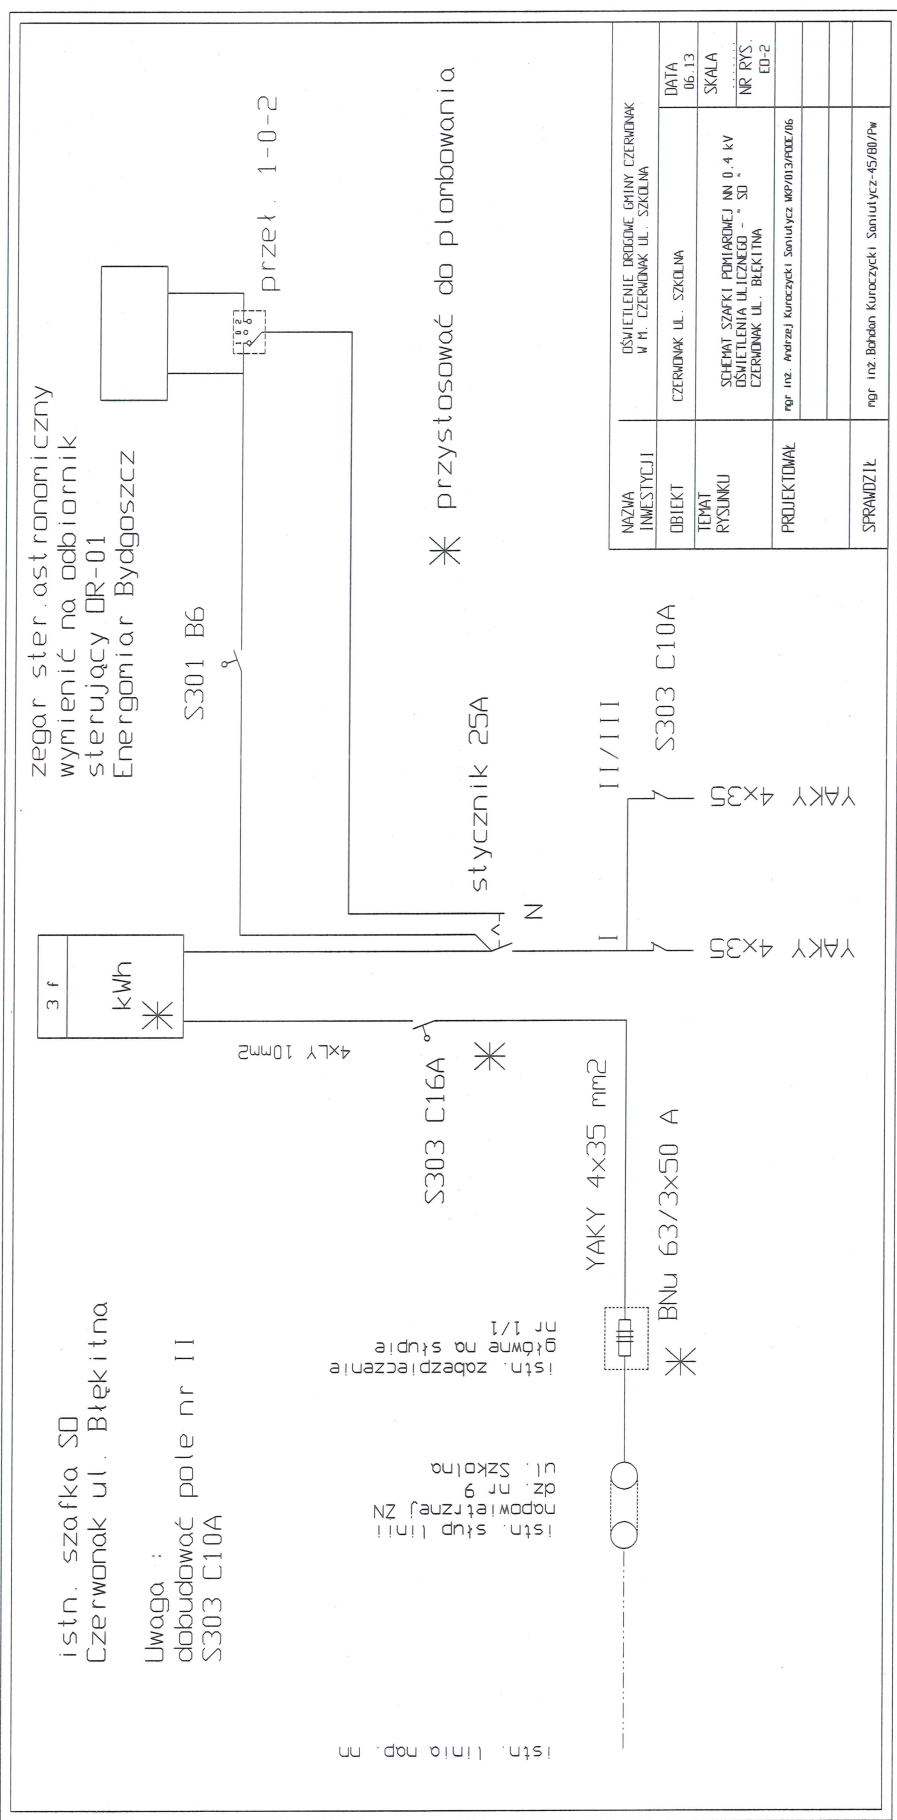 istn. szafka SO
Czerwonak ul. Błękitna
Uwaga :
dobudować pole nr II
S303 C10A
3 f
kWh
zegar ster.astronomiczny
wymienić na odbiornik
sterujący OR-01
Energomiar Bydgoszcz
S301 B6
1 0 2
przeł. 1-0-2
4xLY 10mm2
S303 C16A
stycznik 25A
N
przystosować do plombowania
istn. linia nap. nn
istn. słup linii
napowietrznej ZN
dz. nr 9
ul. Szkolna
istn. zabezpieczenie
główne na słupie
nr 1/1
YAKY 4x35 mm2
BNu 63/3x50 A
I
II/III
S303 C10A
YAKY 4x35
YAKY 4x35
NAZWA
INWESTYCJI
OŚWIETLENIE DROGOWE GMINY CZERWONAK
W M. CZERWONAK UL. SZKOLNA
OBIEKT
CZERWONAK UL. SZKOLNA
DATA
06.13
TEMAT
RYSUNKU
SCHEMAT SZAFKI POMIAROWEJ NN 0.4 kV
OŚWIETLENIA ULICZNEGO - " SO "
CZERWONAK UL. BŁĘKITNA
SKALA
........
NR RYS.
EO-2
PROJEKTOWAŁ
mgr inż. Andrzej Kuroczycki Saniutycz WKP/013/POOE/06
SPRAWDZIŁ
mgr inż. Bohdan Kuroczycki Saniutycz-45/80/Pw